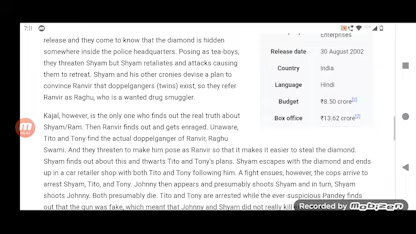 7:11
release and they come to know that the diamond is hidden
somewhere inside the police headquarters. Posing as tea-boys,
they threaten Shyam but Shyam retaliates and attacks causing
them to retreat. Shyam and his other cronies devise a plan to
convince Ranvir that doppelgangers (twins) exist, so they refer
Ranvir as Raghu, who is a wanted drug smuggler.
Kajal, however, is the only one who finds out the real truth about
Shyam/Ram. Then Ranvir finds out and gets enraged. Unaware,
Tito and Tony find the actual doppelganger of Ranvir, Raghu
Swami. And they threaten to make him pose as Ranvir so that it makes it easier to steal the diamond.
Shyam finds out about this and thwarts Tito and Tony's plans. Shyam escapes with the diamond and ends
up in a car retailer shop with both Tito and Tony following him. A fight ensues, however, the cops arrive to
arrest Shyam, Tito, and Tony. Johnny then appears and presumably shoots Shyam and in turn, Shyam
shoots Johnny. Both presumably die. Tito and Tony are arrested while the ever-suspicious Pandey finds
out that the gun was fake, which meant that Johnny and Shyam did not really kill
Enterprises
Release date 30 August 2002
Country India
Language Hindi
Budget ₹8.50 crore
Box office ₹13.62 crore
Recorded by Mobizen